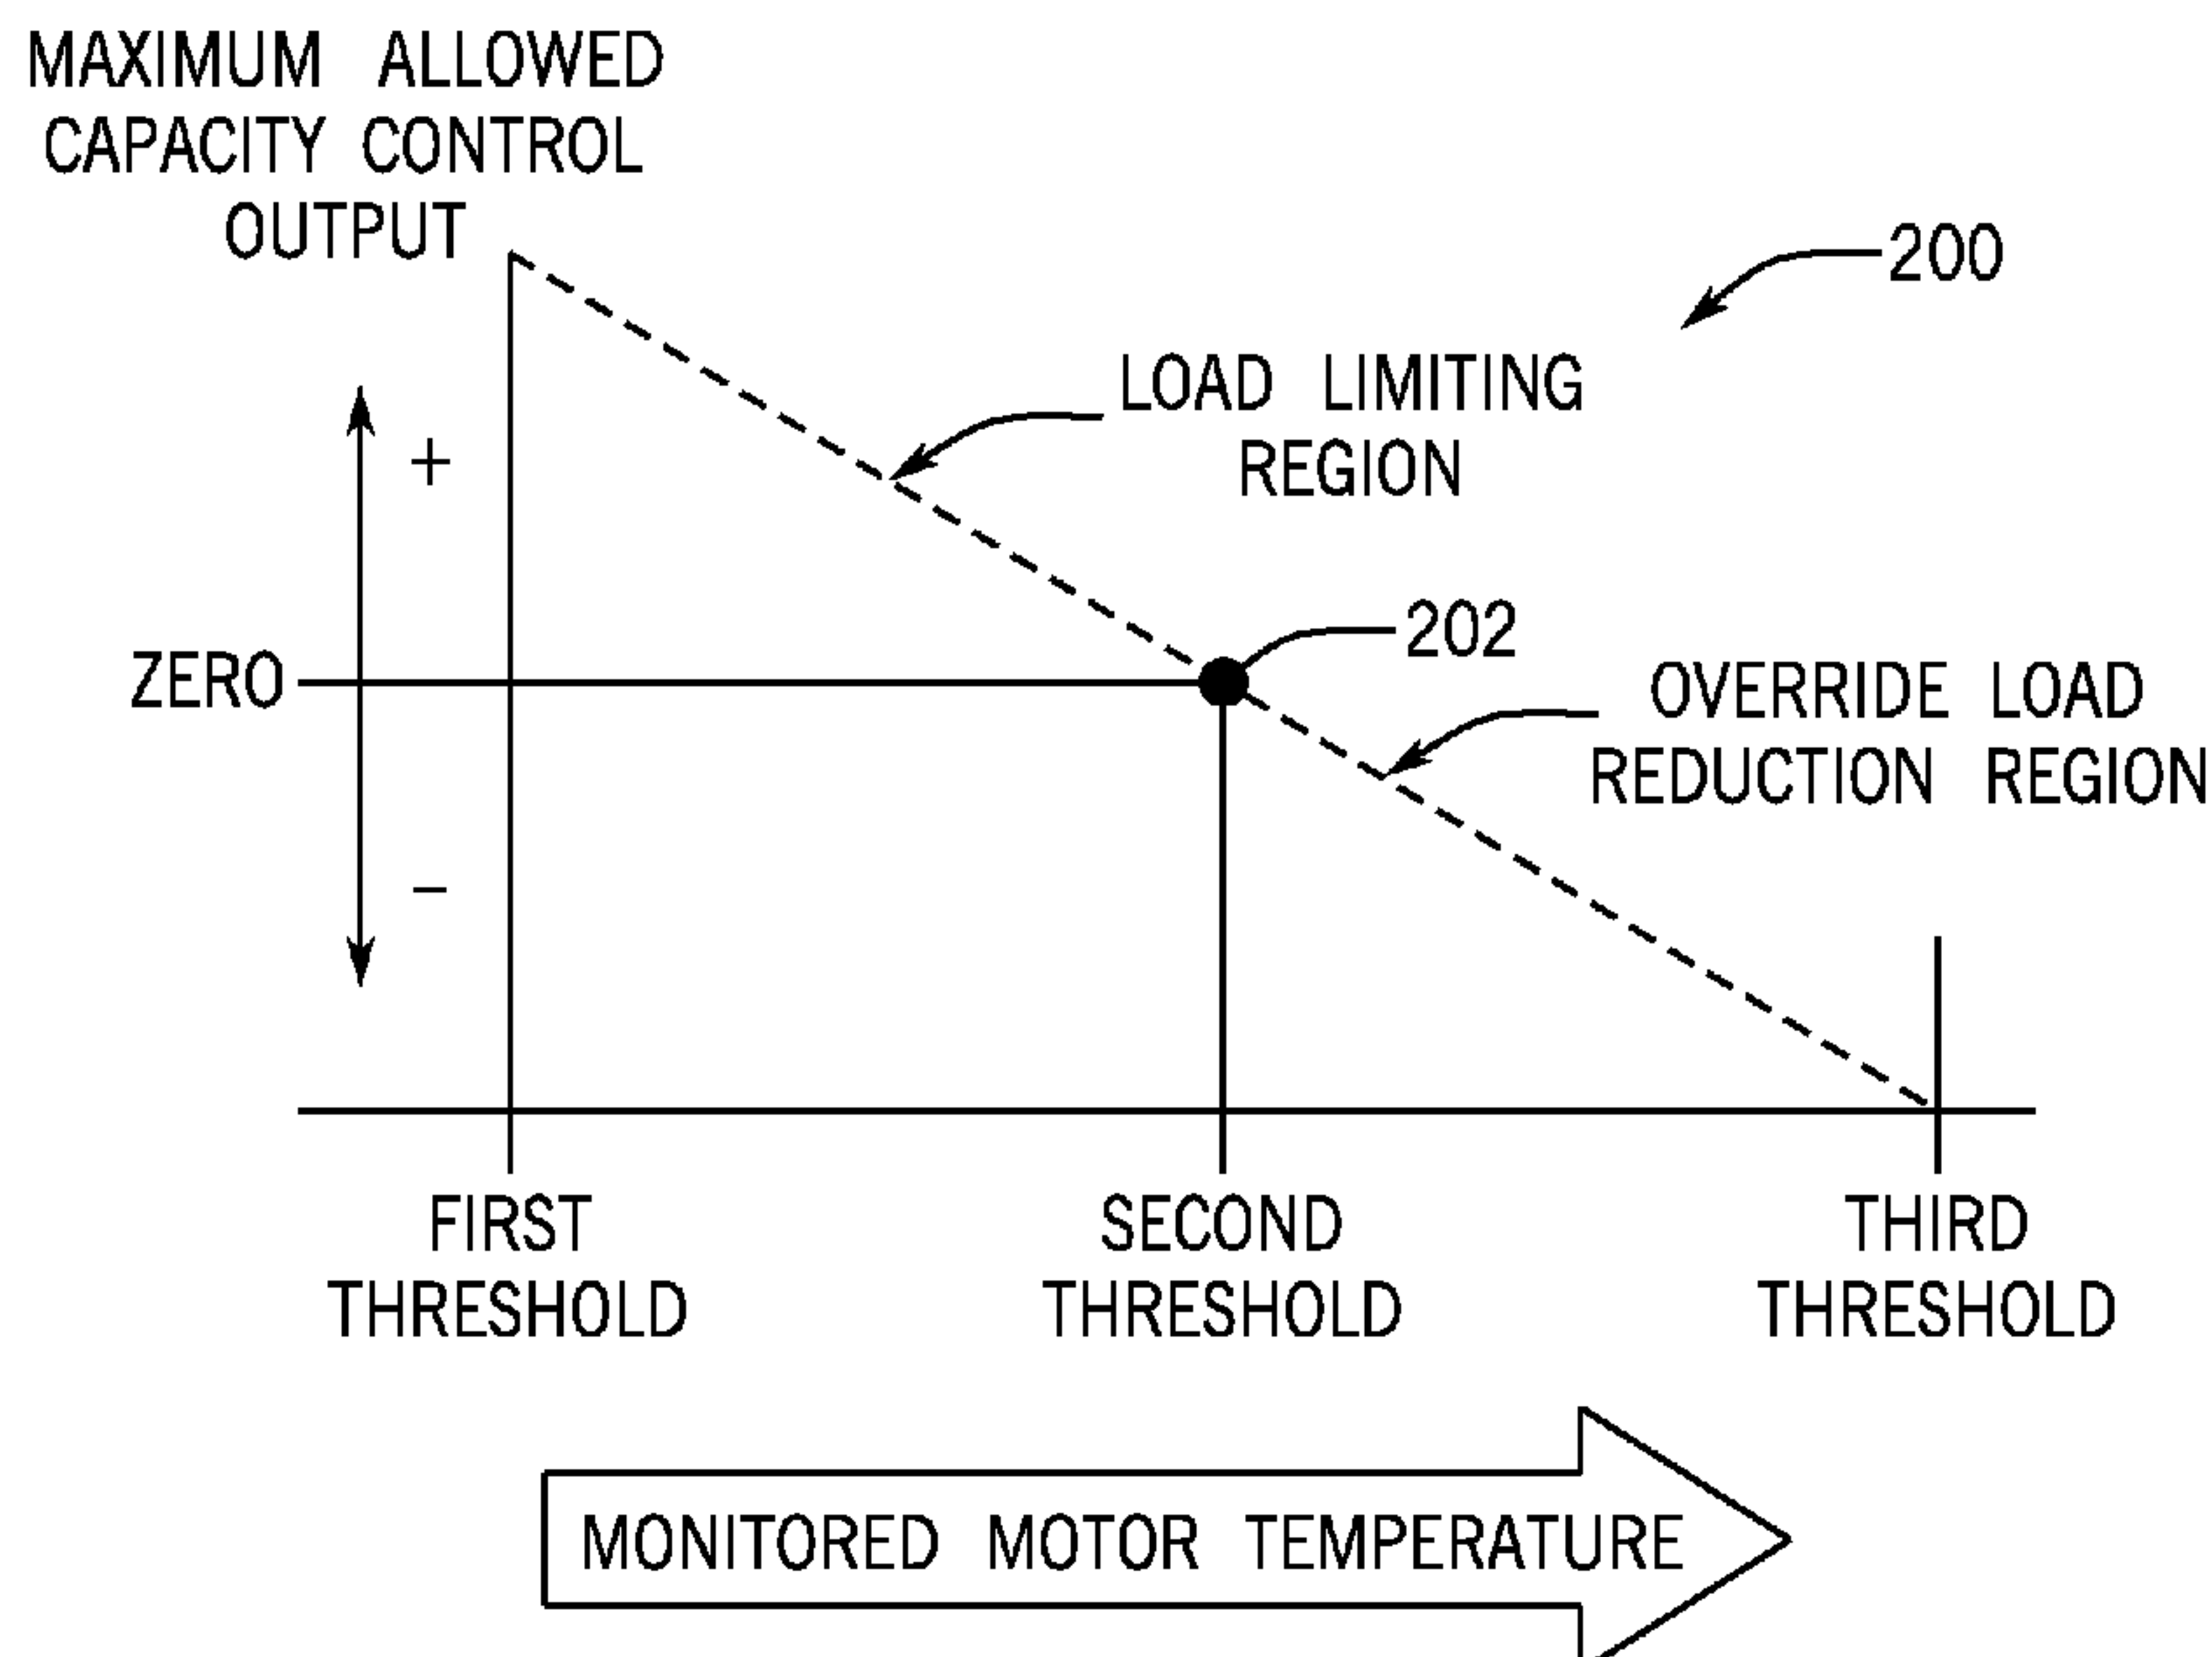 MAXIMUM ALLOWED
CAPACITY CONTROL
OUTPUT
200
LOAD LIMITING
REGION
+
202
ZERO
OVERRIDE LOAD
REDUCTION REGION
−
FIRST
THRESHOLD
SECOND
THRESHOLD
THIRD
THRESHOLD
MONITORED MOTOR TEMPERATURE